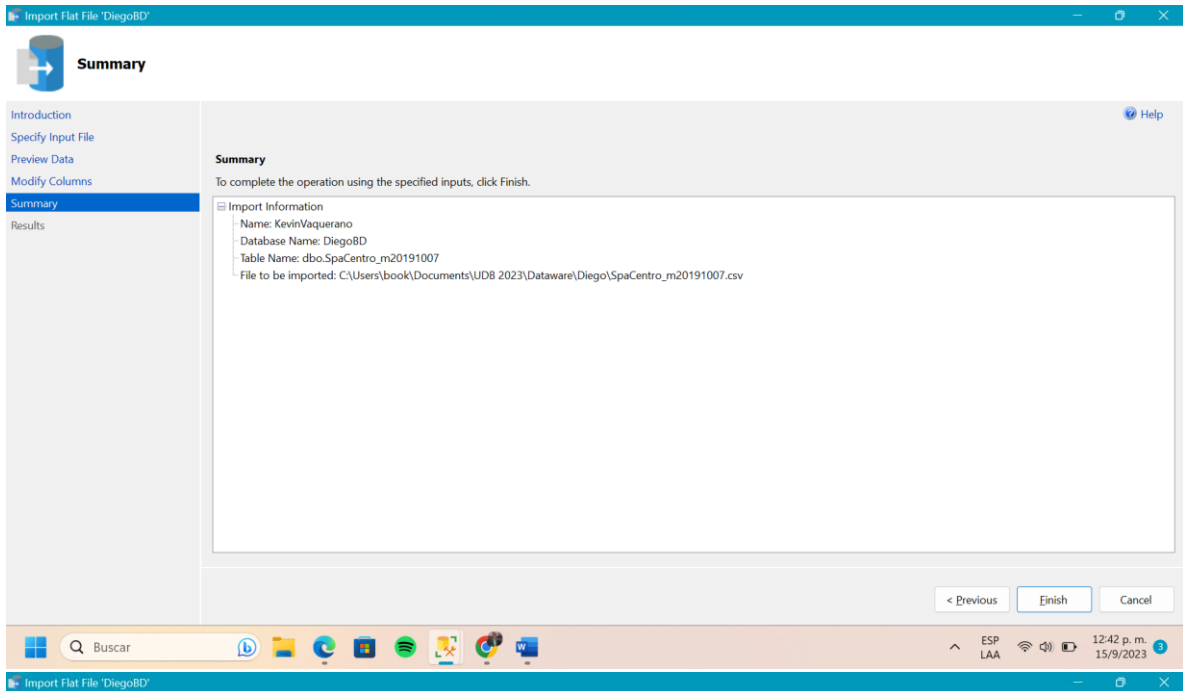 Import Flat File 'DiegoBD'
Summary
Introduction
Help
Specify Input File
Preview Data
Summary
Modify Columns
To complete the operation using the specified inputs, click Finish.
Summary
Import Information
Results
Name: KevinVaquerano
Database Name: DiegoBD
Table Name: dbo.SpaCentro_m20191007
File to be imported: C:\Users\book\Documents\UDB 2023\Dataware\Diego\SpaCentro_m20191007.csv
< Previous Finish Cancel
Buscar
ESP
LAA
12:42 p. m.
15/9/2023
3
Import Flat File 'DiegoBD'